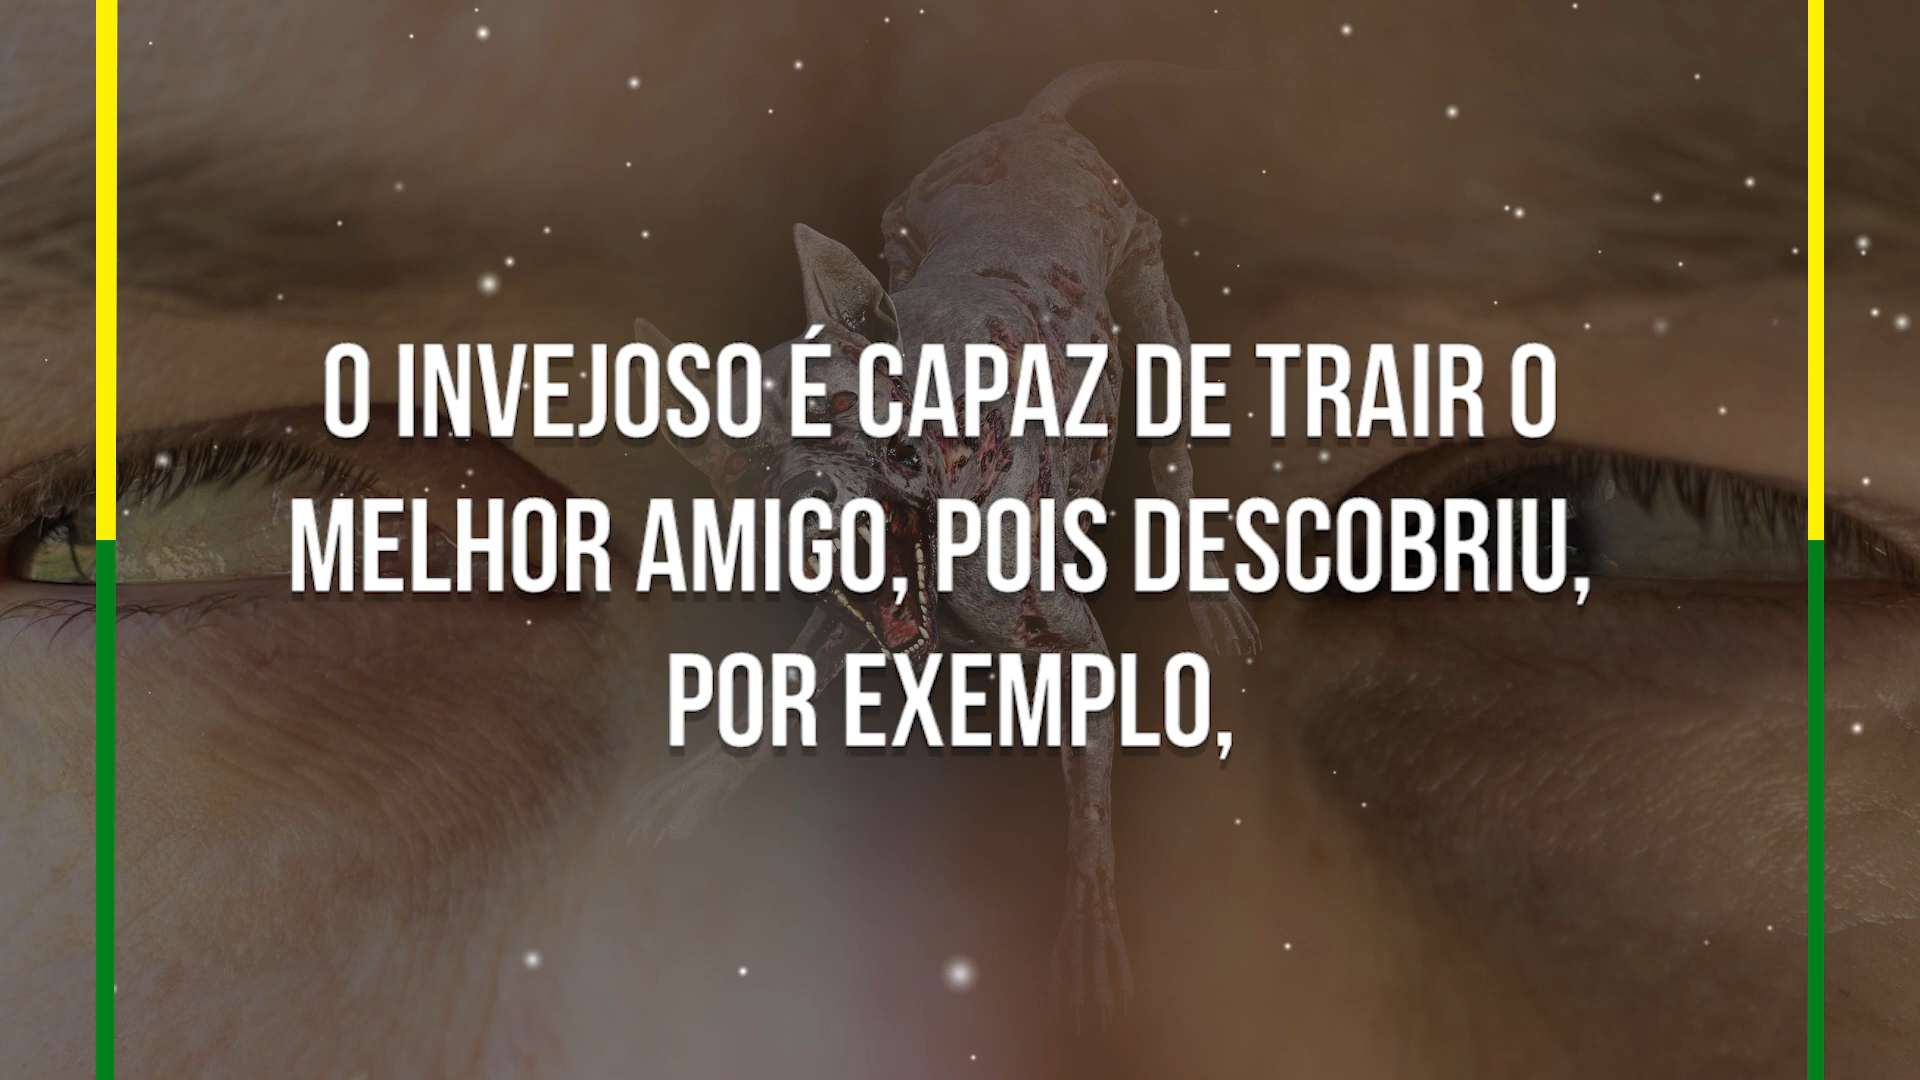 O INVEJOSO É CAPAZ DE TRAIR O
MELHOR AMIGO, POIS DESCOBRIU,
POR EXEMPLO,